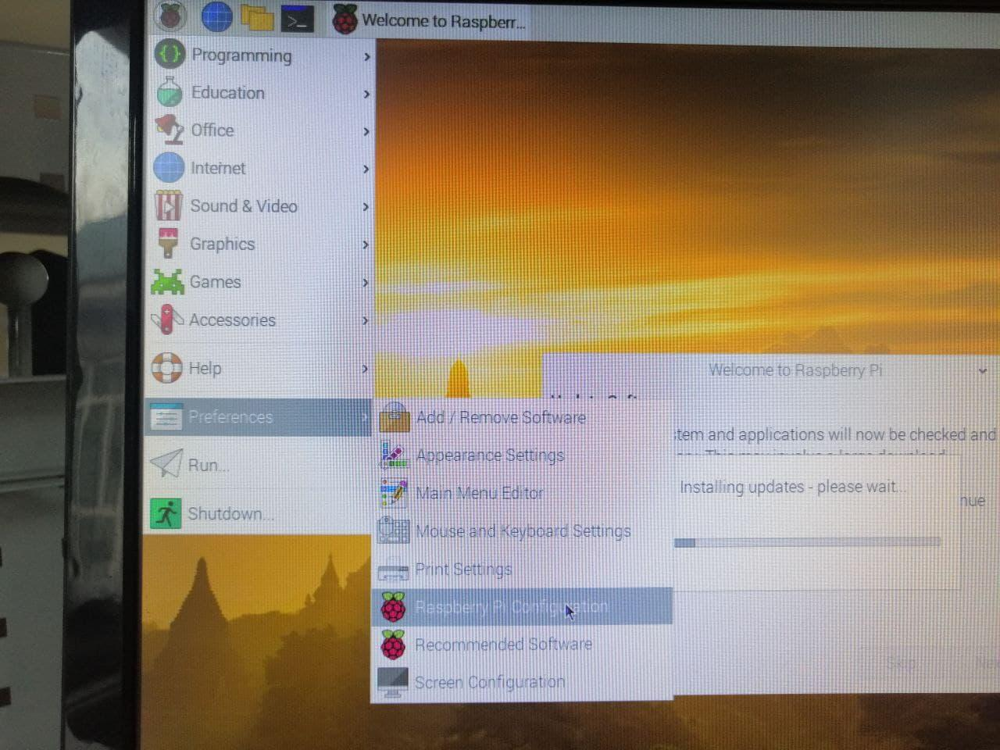 Welcome to Raspberr...
Programming
Education
Office
Internet
Sound & Video
Graphics
Games
Accessories
Help
Preferences
Run...
Shutdown...
Add / Remove Software
Appearance Settings
Main Menu Editor
Mouse and Keyboard Settings
Print Settings
Raspberry Pi Configuration
Recommended Software
Screen Configuration
Welcome to Raspberry Pi
tem and applications will now be checked and
Installing updates - please wait...
nue
Skip